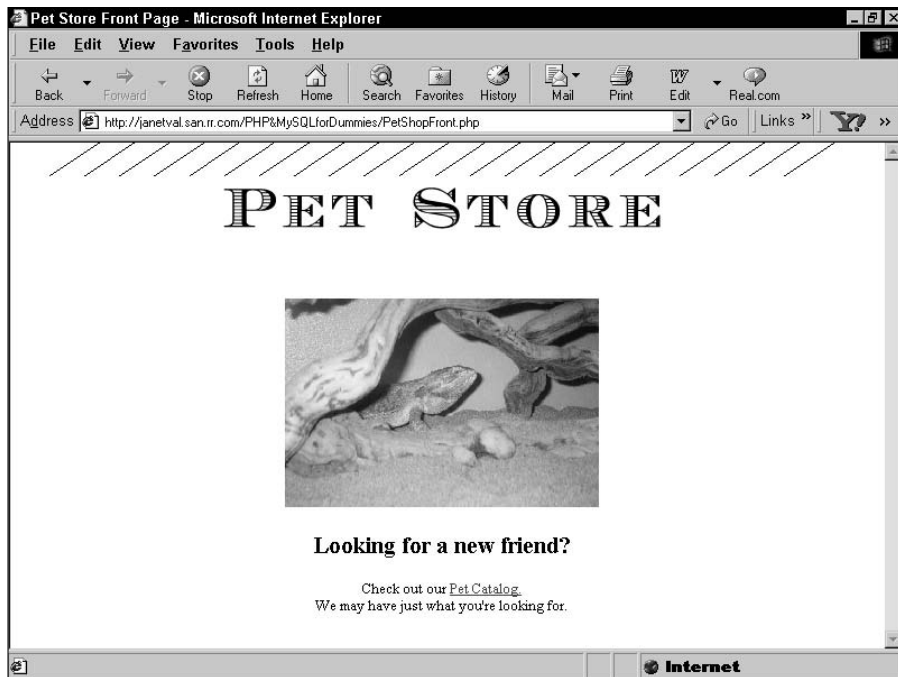 Pet Store Front Page - Microsoft Internet Explorer
File Edit View Favorites Tools Help
Back Forward Stop Refresh Home Search Favorites History Mail Print Edit Real.com
Address http://janetval.san.rr.com/PHP&MySQLforDummies/PetShopFront.php Go Links » Y? »
PET STORE
Looking for a new friend?
Check out our Pet Catalog.
We may have just what you're looking for.
Internet